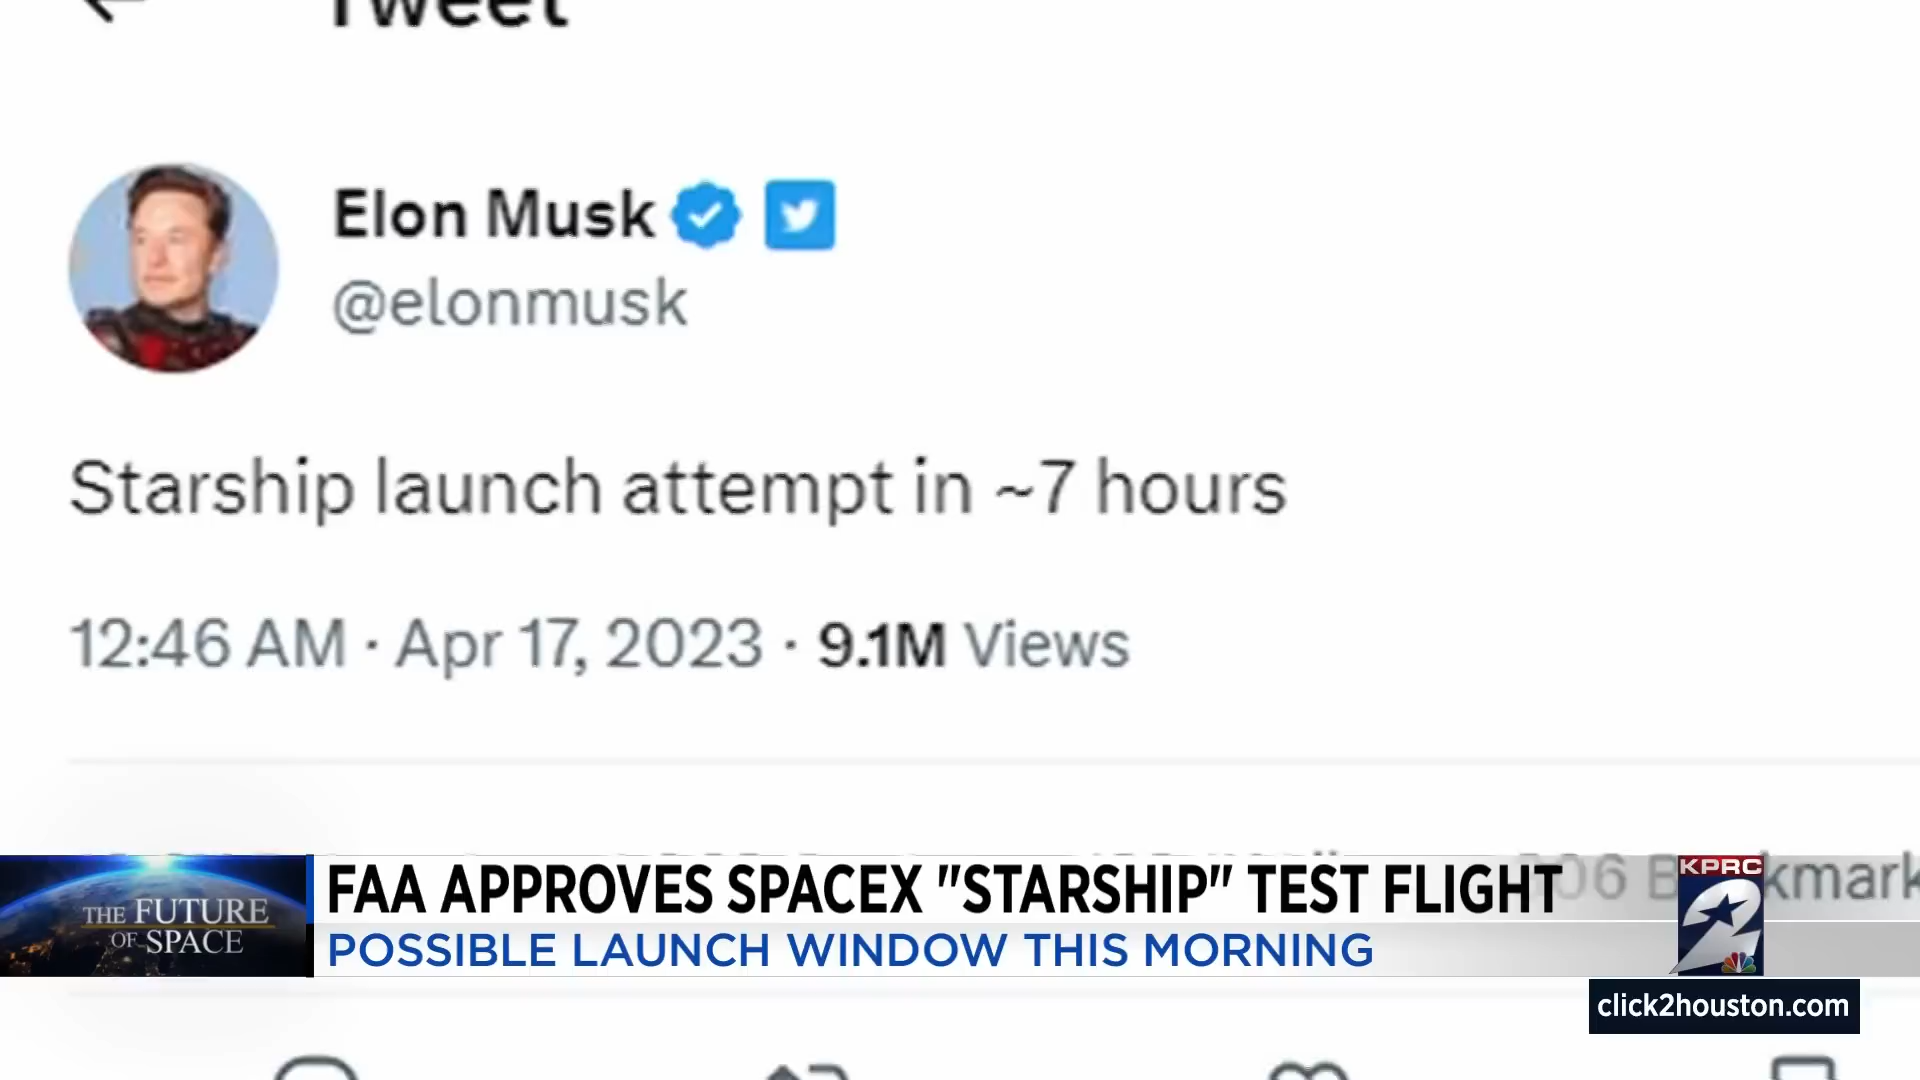 Tweet
Elon Musk
@elonmusk
Starship launch attempt in ~7 hours
12:46 AM · Apr 17, 2023 · 9.1M Views
THE FUTURE
OF SPACE
FAA APPROVES SPACEX "STARSHIP" TEST FLIGHT
POSSIBLE LAUNCH WINDOW THIS MORNING
KPRC
2
click2houston.com